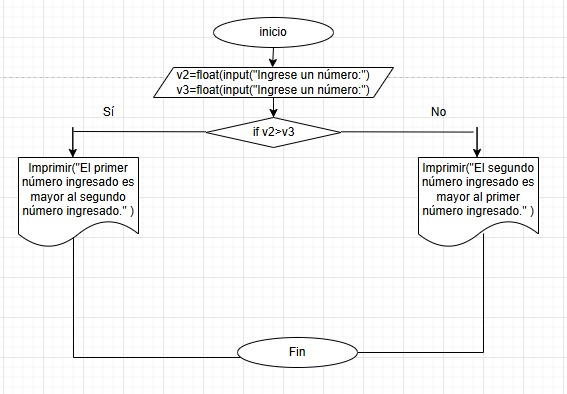 inicio
v2=float(input("Ingrese un número:")
v3=float(input("Ingrese un número:")
Sí
No
if v2>v3
Imprimir("El primer
número ingresado es
mayor al segundo
número ingresado." )
Imprimir("El segundo
número ingresado es
mayor al primer
número ingresado." )
Fin